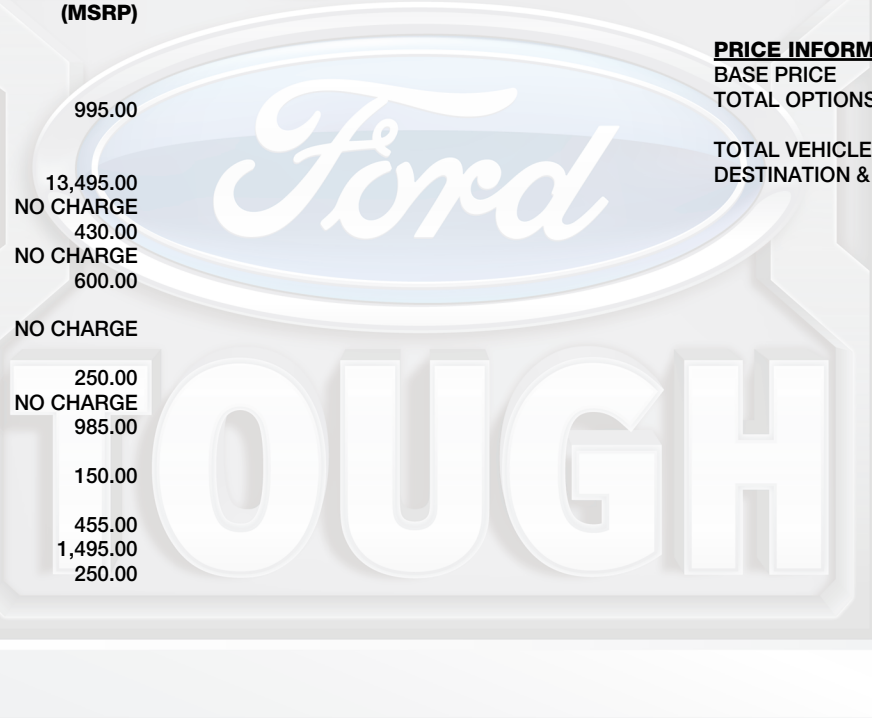 (MSRP)
995.00
13,495.00
NO CHARGE
430.00
NO CHARGE
600.00
NO CHARGE
250.00
NO CHARGE
985.00
150.00
455.00
1,495.00
250.00
PRICE INFORM
BASE PRICE
TOTAL OPTIONS
TOTAL VEHICLE
DESTINATION &
Ford
TOUGH